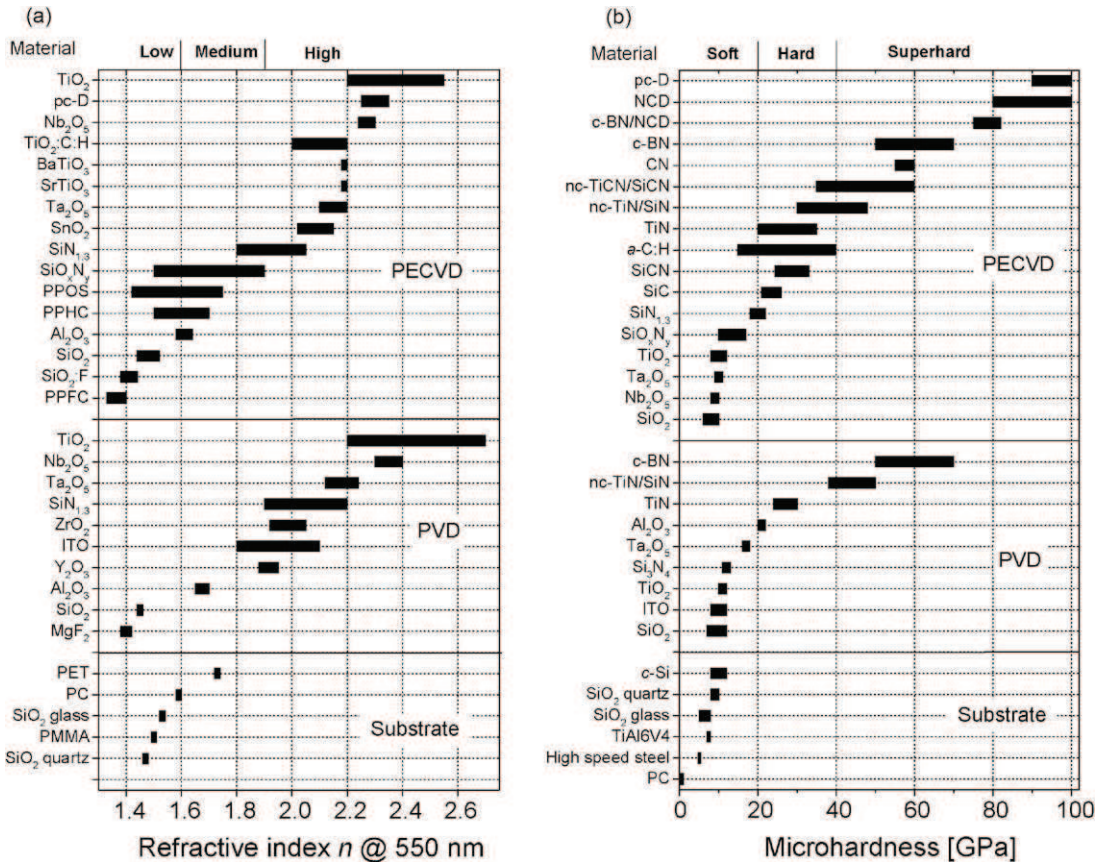 (a)
Material
Low
Medium
High
TiO₂
pc-D
Nb₂O₅
TiO₂:C:H
BaTiO₃
SrTiO₃
Ta₂O₅
SnO₂
SiN₁.₃
SiOₓNᵧ
PPOS
PPHC
Al₂O₃
SiO₂
SiO₂:F
PPFC
PECVD
TiO₂
Nb₂O₅
Ta₂O₅
SiN₁.₃
ZrO₂
ITO
Y₂O₃
Al₂O₃
SiO₂
MgF₂
PVD
PET
PC
SiO₂ glass
PMMA
SiO₂ quartz
Substrate
1.4 1.6 1.8 2.0 2.2 2.4 2.6
Refractive index n @ 550 nm
(b)
Material
Soft
Hard
Superhard
pc-D
NCD
c-BN/NCD
c-BN
CN
nc-TiCN/SiCN
nc-TiN/SiN
TiN
a-C:H
SiCN
SiC
SiN₁.₃
SiOₓNᵧ
TiO₂
Ta₂O₅
Nb₂O₅
SiO₂
PECVD
c-BN
nc-TiN/SiN
TiN
Al₂O₃
Ta₂O₅
Si₃N₄
TiO₂
ITO
SiO₂
PVD
c-Si
SiO₂ quartz
SiO₂ glass
TiAl6V4
High speed steel
PC
Substrate
0 20 40 60 80 100
Microhardness [GPa]